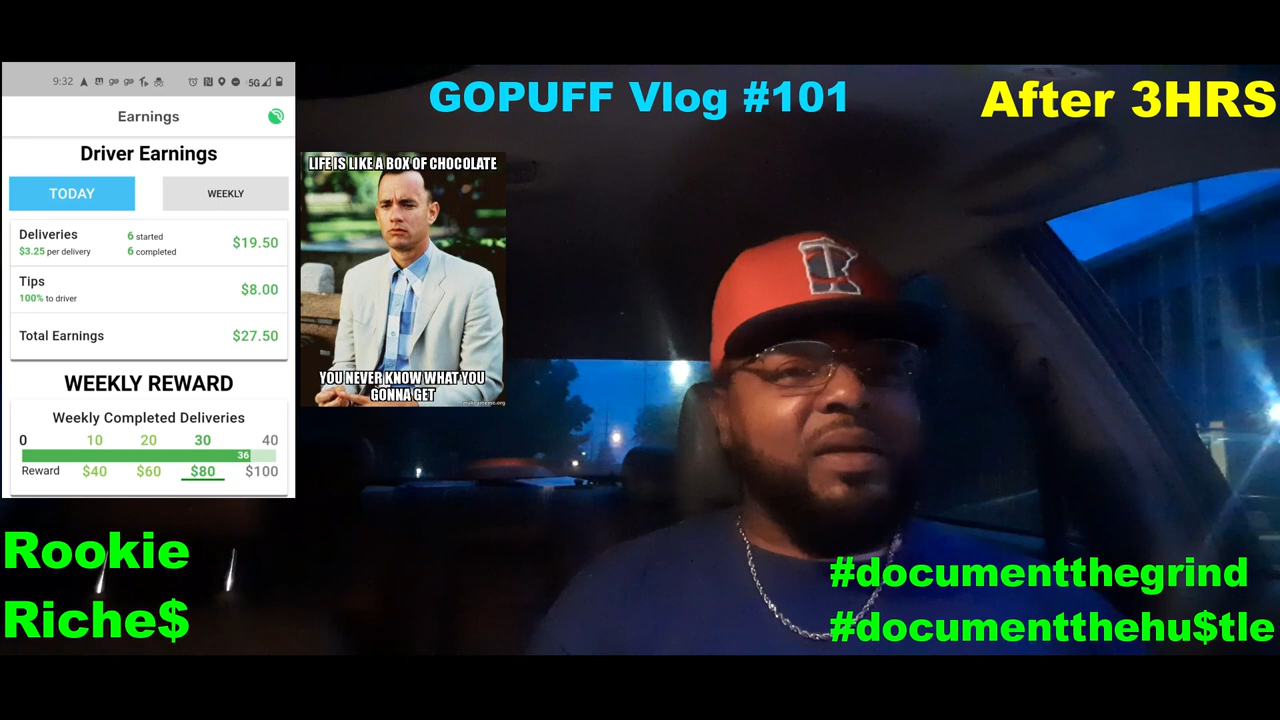 GOPUFF Vlog #101
After 3HRS
9:32
5G
Earnings
Driver Earnings
TODAY
WEEKLY
Deliveries
6 started
$3.25 per delivery
6 completed
$19.50
Tips
100% to driver
$8.00
Total Earnings
$27.50
WEEKLY REWARD
Weekly Completed Deliveries
0 10 20 30 40
36
Reward $40 $60 $80 $100
LIFE IS LIKE A BOX OF CHOCOLATE
YOU NEVER KNOW WHAT YOU
GONNA GET
Rookie
Riche$
#documentthegrind
#documentthehu$tle